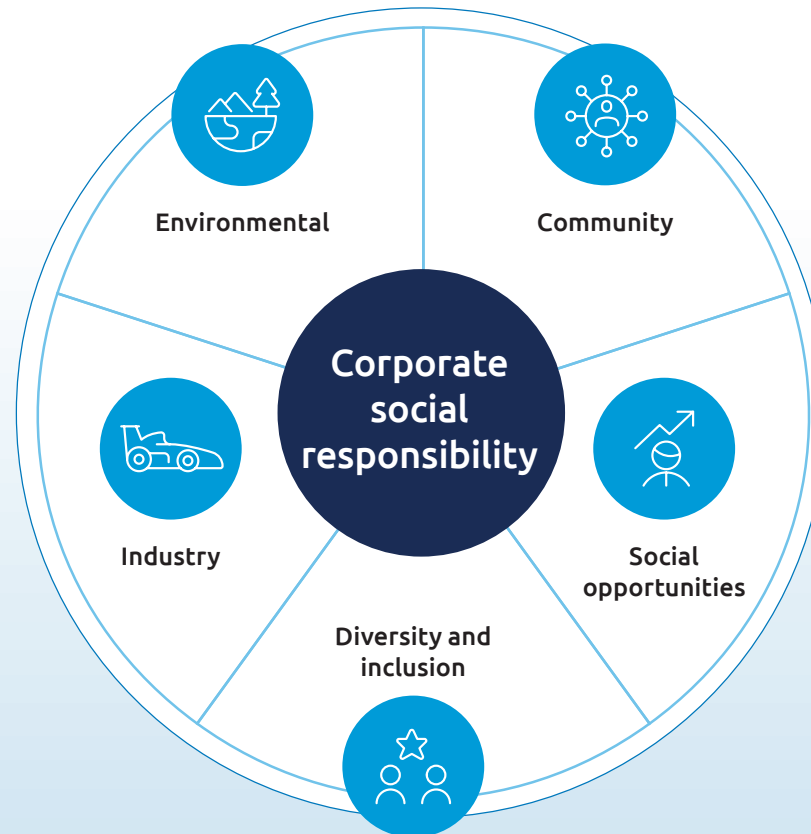 Environmental
Community
Corporate
social
responsibility
Industry
Social
opportunities
Diversity and
inclusion